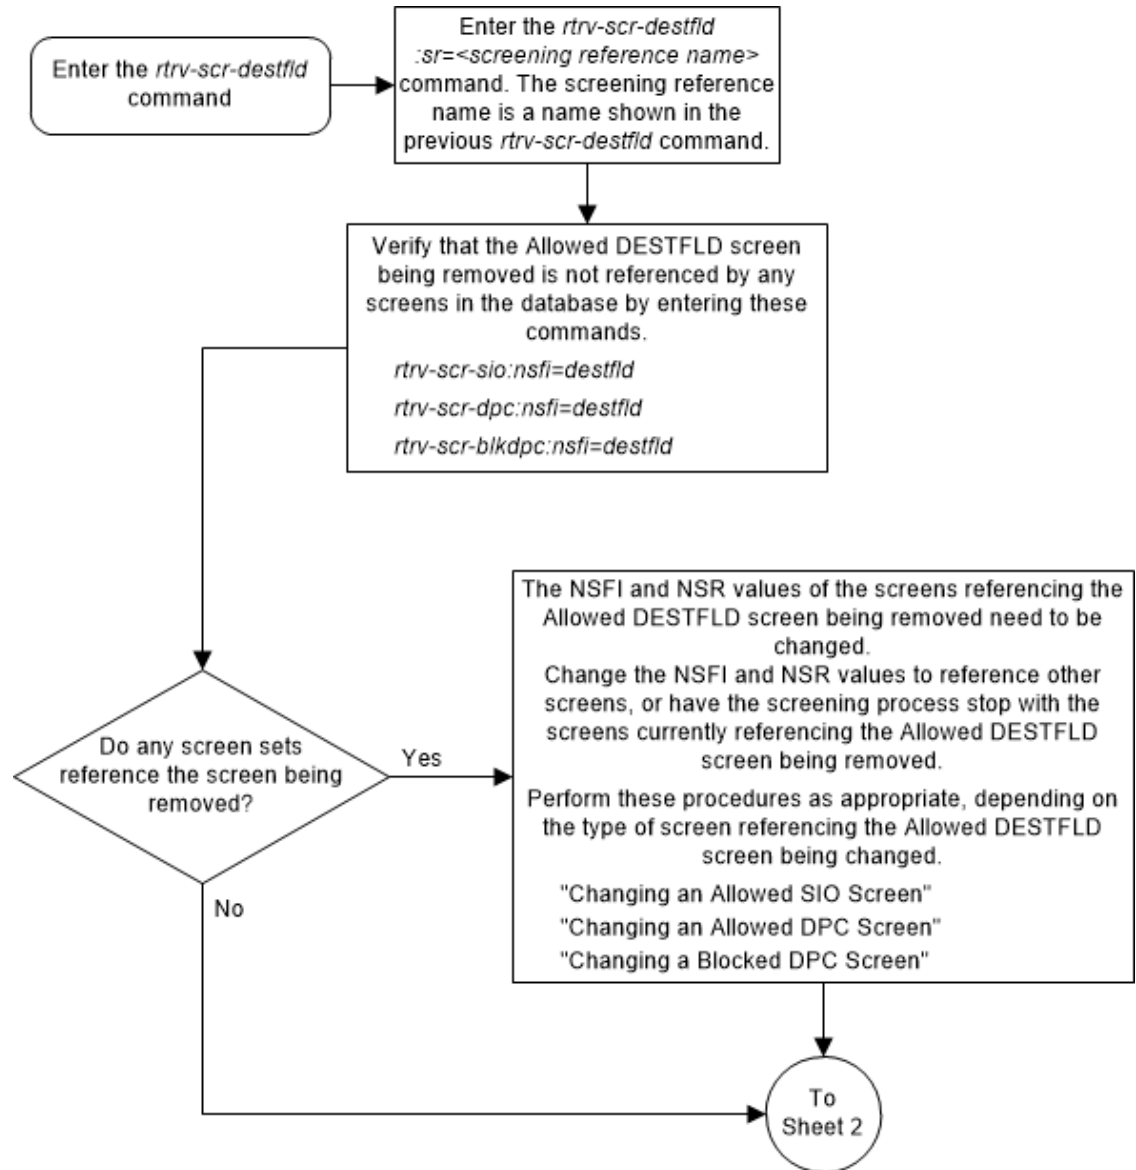 Enter the rtrv-scr-destfld
command
Enter the rtrv-scr-destfld
:sr=<screening reference name>
command. The screening reference
name is a name shown in the
previous rtrv-scr-destfld command.
Verify that the Allowed DESTFLD screen
being removed is not referenced by any
screens in the database by entering these
commands.
rtrv-scr-sio:nsfi=destfld
rtrv-scr-dpc:nsfi=destfld
rtrv-scr-blkdpc:nsfi=destfld
Do any screen sets
reference the screen being
removed?
Yes
No
The NSFI and NSR values of the screens referencing the
Allowed DESTFLD screen being removed need to be
changed.
Change the NSFI and NSR values to reference other
screens, or have the screening process stop with the
screens currently referencing the Allowed DESTFLD
screen being removed.
Perform these procedures as appropriate, depending on
the type of screen referencing the Allowed DESTFLD
screen being changed.
"Changing an Allowed SIO Screen"
"Changing an Allowed DPC Screen"
"Changing a Blocked DPC Screen"
To
Sheet 2